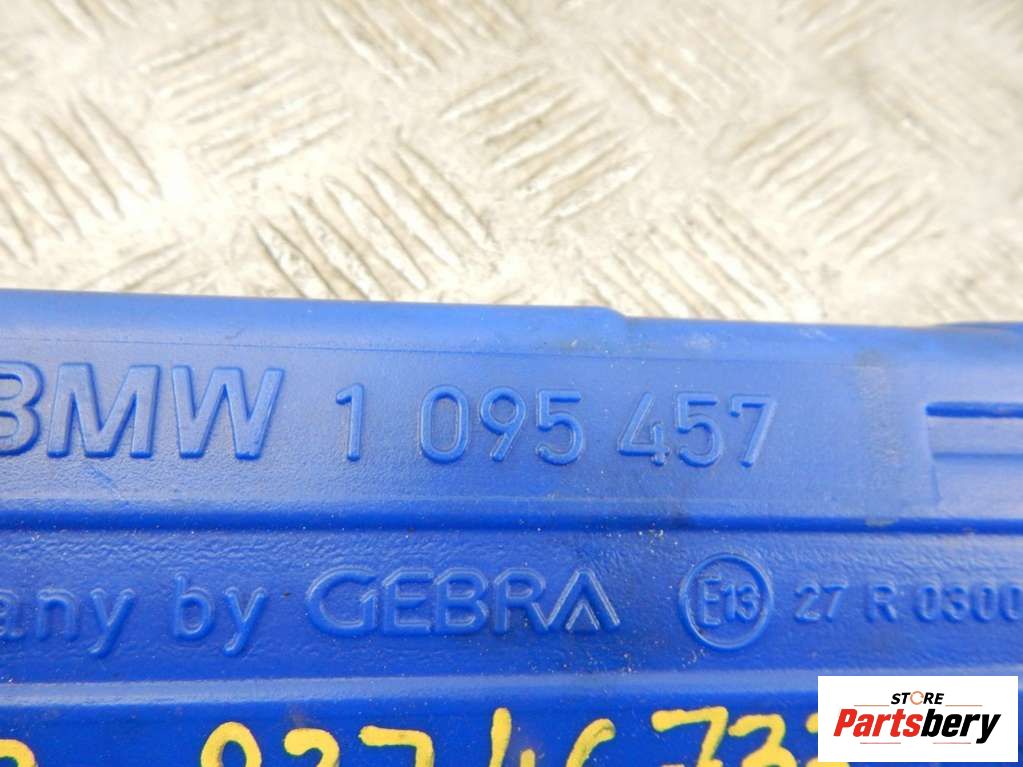 BMW 1 095 457
any by GEBRA E13 27 R 0300
STORE
Partsbery